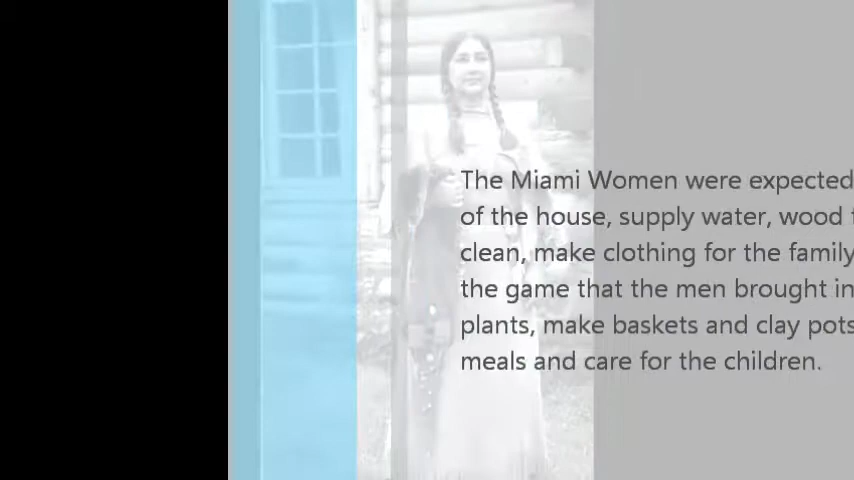 The Miami Women were expected
of the house, supply water, wood
clean, make clothing for the family
the game that the men brought in
plants, make baskets and clay pots
meals and care for the children.